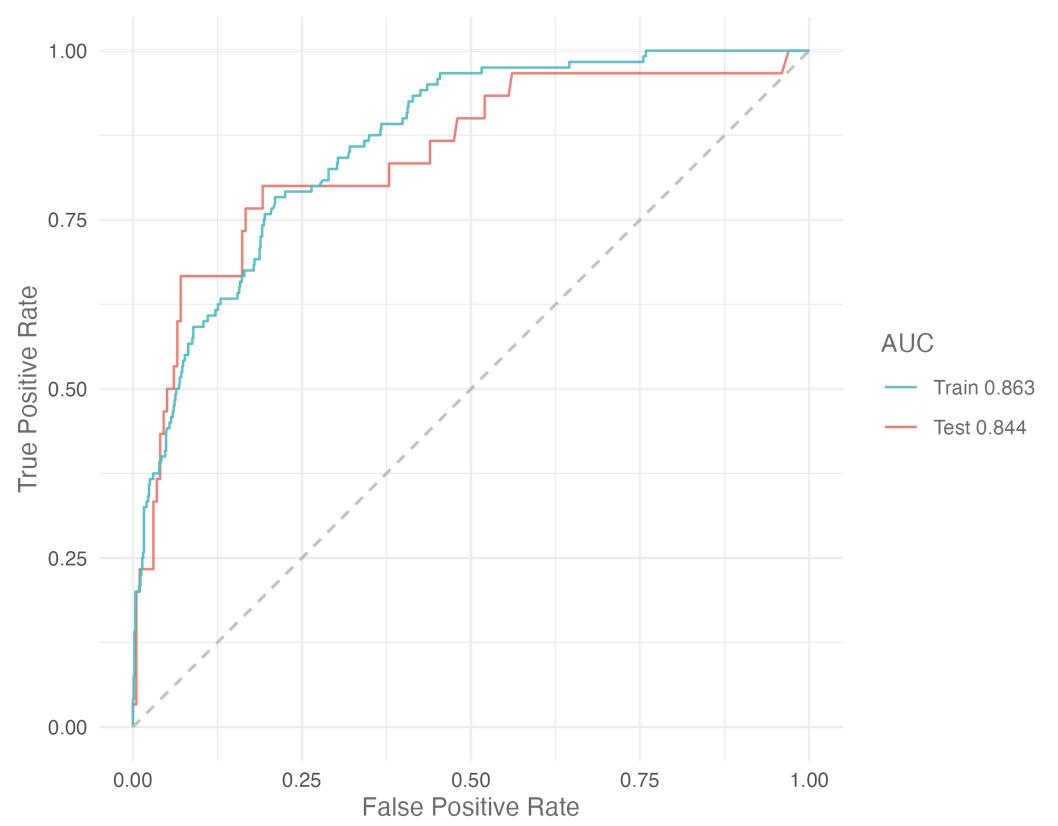 1.00
0.75
0.50
0.25
0.00
True Positive Rate
0.00 0.25 0.50 0.75 1.00
False Positive Rate
AUC
Train 0.863
Test 0.844